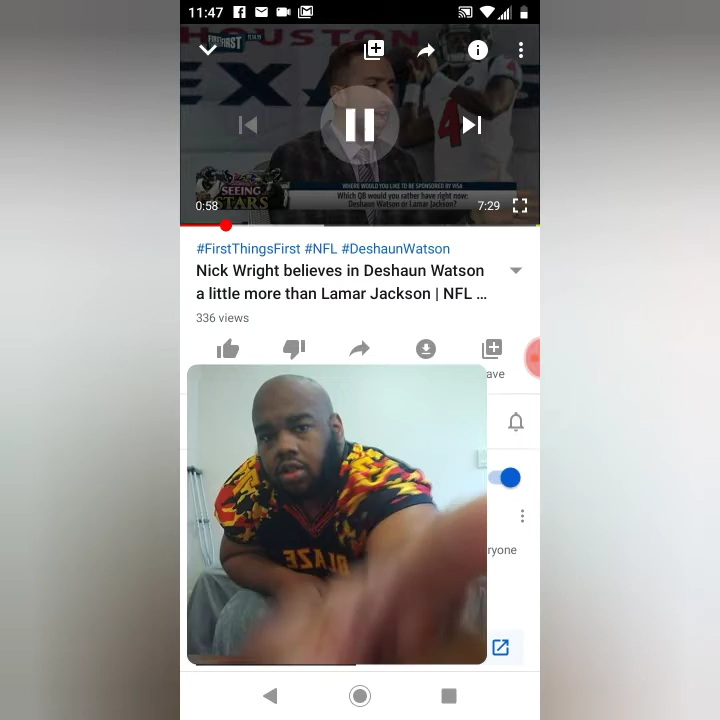 11:47
HOUSTON
FIRST
TEXA
4
SEEING
STARS
WHERE WOULD YOU LIKE TO BE SPONSORED BY VISA
Which QB would you rather have right now:
Deshaun Watson or Lamar Jackson?
0:58
7:29
#FirstThingsFirst #NFL #DeshaunWatson
Nick Wright believes in Deshaun Watson
a little more than Lamar Jackson | NFL ...
336 views
ave
ryone
BLAZE